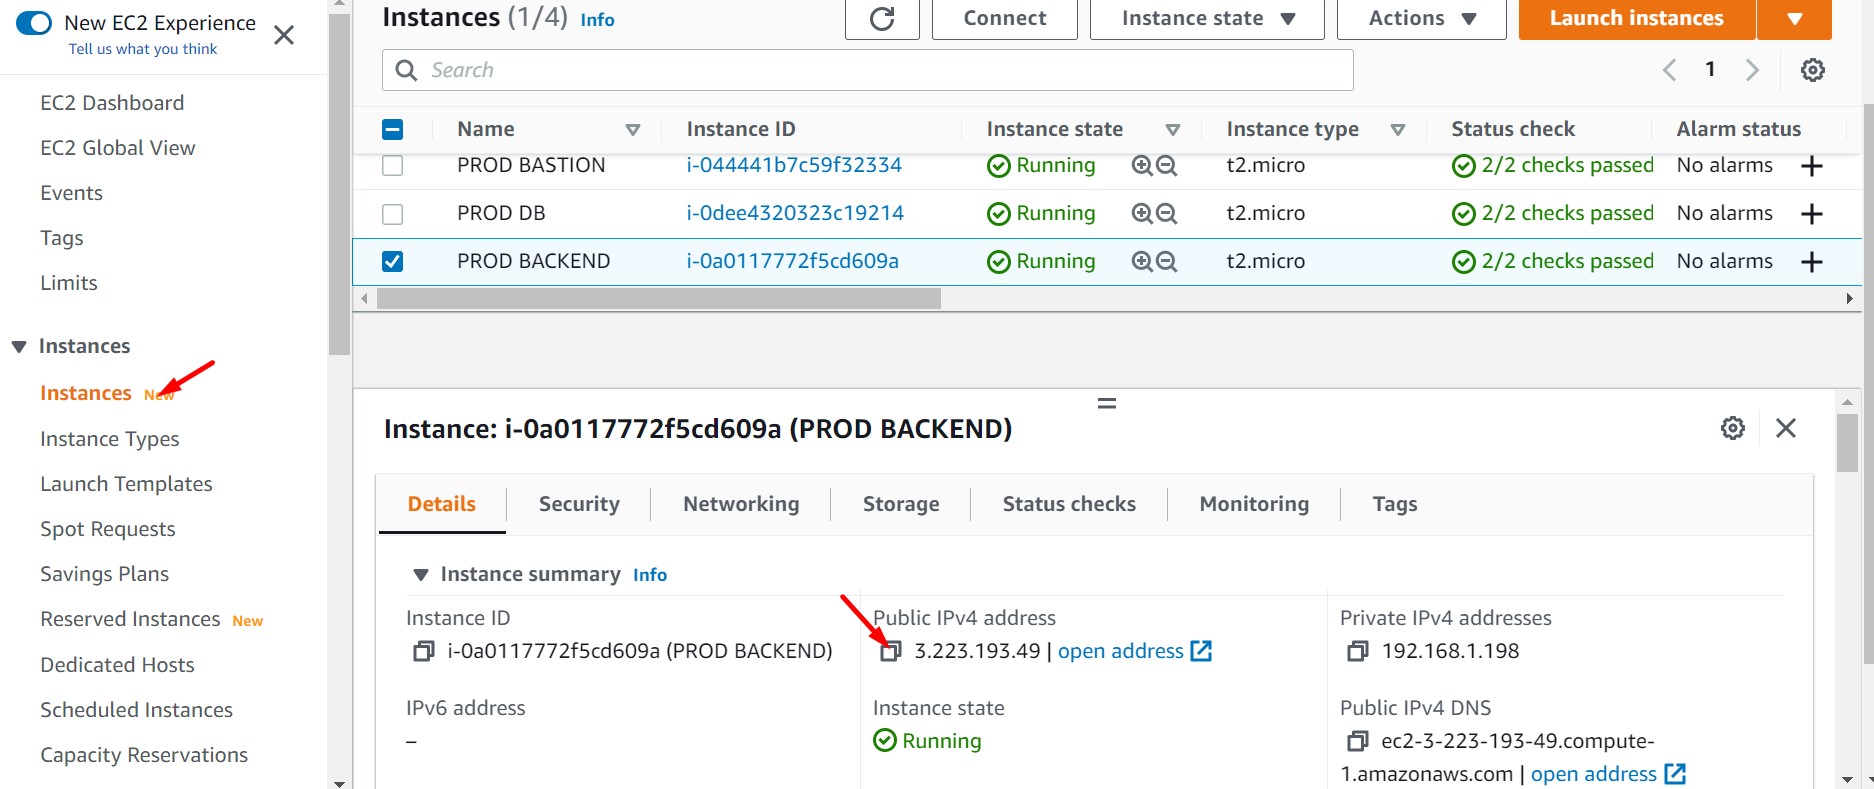 New EC2 Experience
Tell us what you think
EC2 Dashboard
EC2 Global View
Events
Tags
Limits
Instances
Instances New
Instance Types
Launch Templates
Spot Requests
Savings Plans
Reserved Instances New
Dedicated Hosts
Scheduled Instances
Capacity Reservations
Instances (1/4) Info
Connect
Instance state
Actions
Launch instances
Search
1
Name Instance ID Instance state Instance type Status check Alarm status
PROD BASTION i-044441b7c59f32334 Running t2.micro 2/2 checks passed No alarms
PROD DB i-0dee4320323c19214 Running t2.micro 2/2 checks passed No alarms
PROD BACKEND i-0a0117772f5cd609a Running t2.micro 2/2 checks passed No alarms
Instance: i-0a0117772f5cd609a (PROD BACKEND)
Details Security Networking Storage Status checks Monitoring Tags
Instance summary Info
Instance ID
i-0a0117772f5cd609a (PROD BACKEND)
Public IPv4 address
3.223.193.49 | open address
Private IPv4 addresses
192.168.1.198
IPv6 address
–
Instance state
Running
Public IPv4 DNS
ec2-3-223-193-49.compute-
1.amazonaws.com | open address